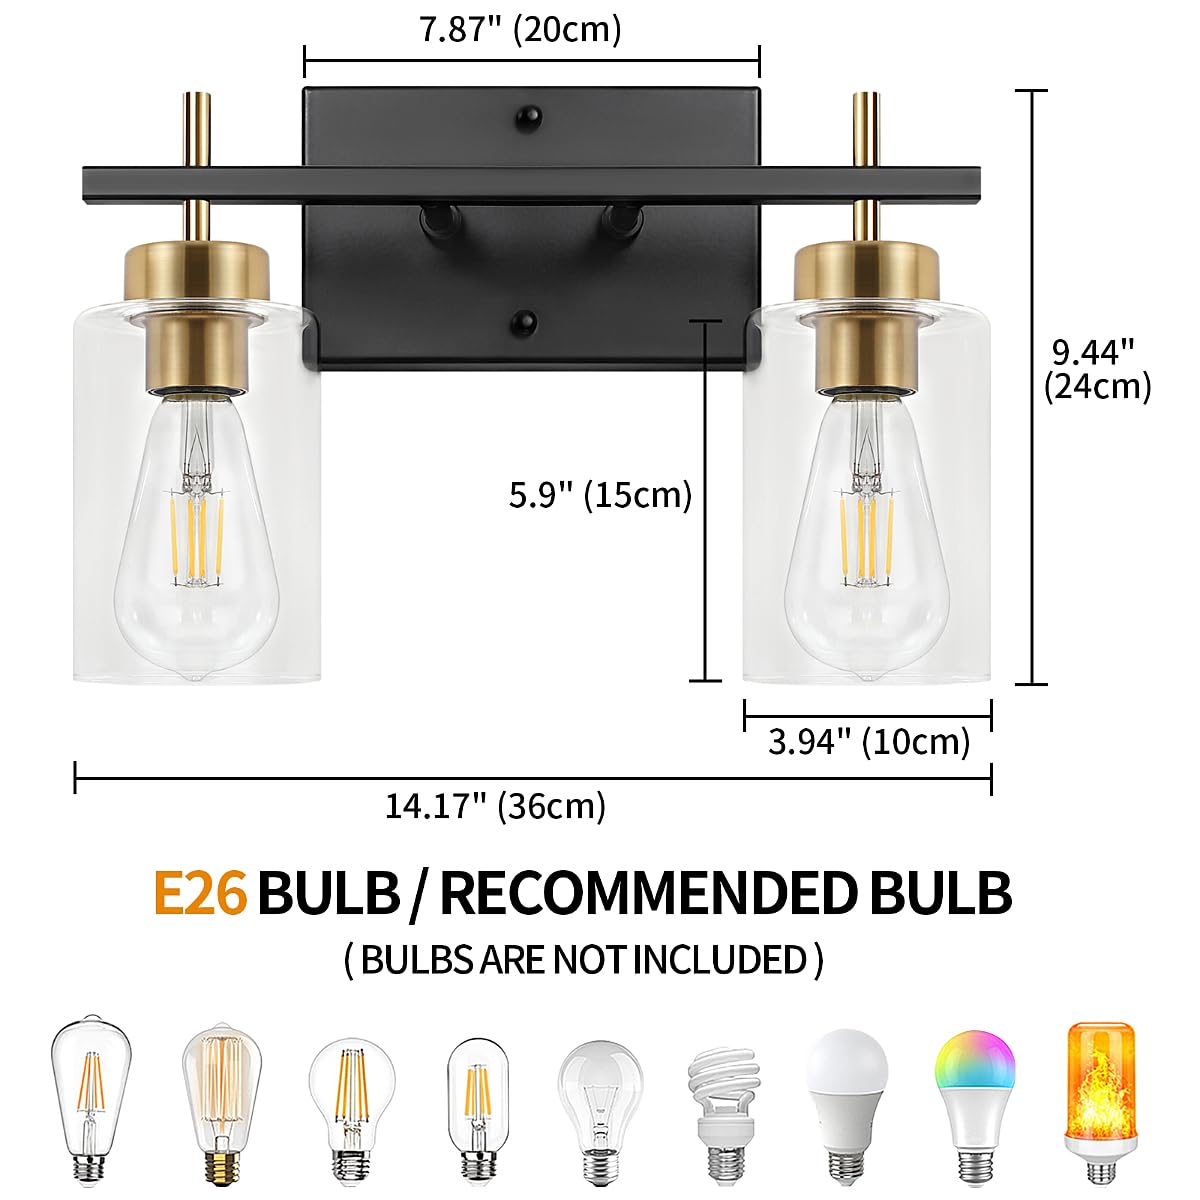 7.87" (20cm)
9.44"
(24cm)
5.9" (15cm)
3.94" (10cm)
14.17" (36cm)
E26 BULB / RECOMMENDED BULB
( BULBS ARE NOT INCLUDED )